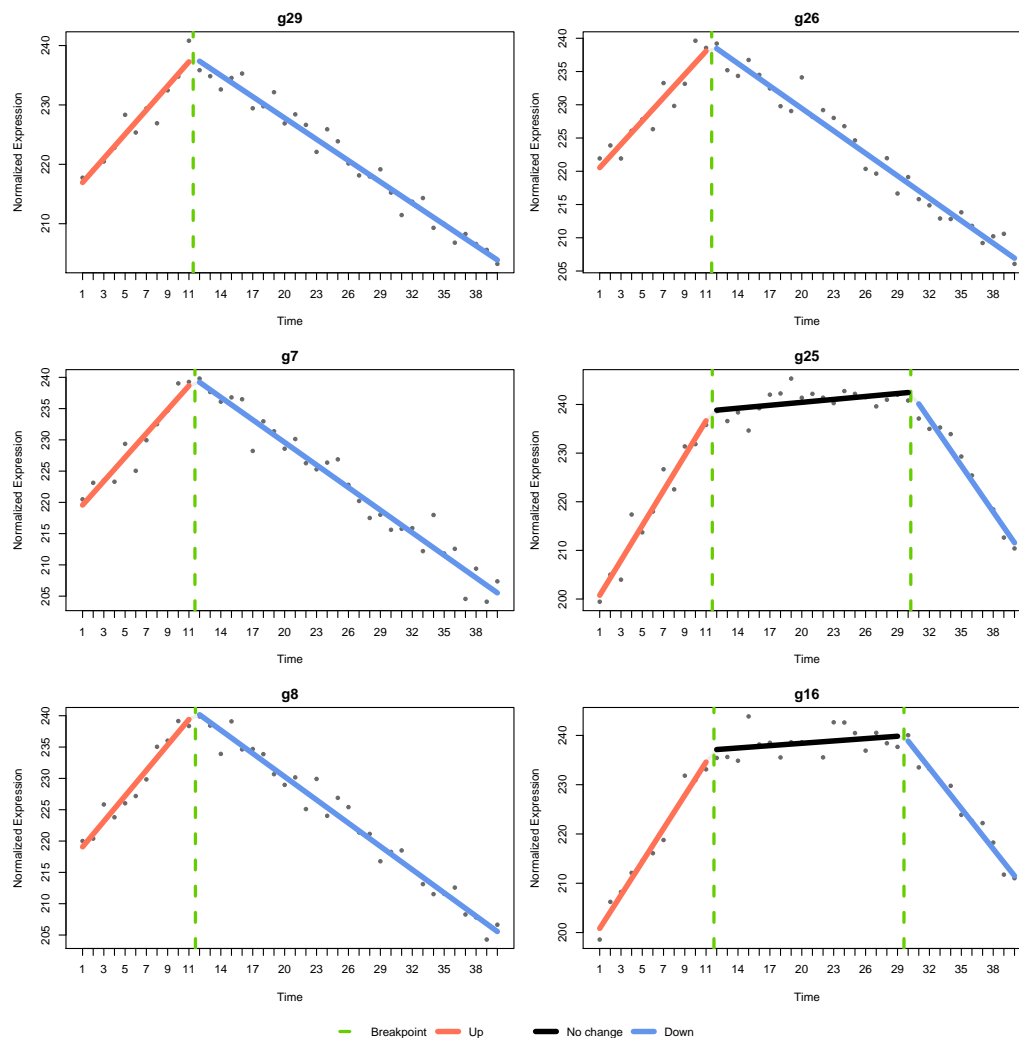 g29
Normalized Expression
210 220 230 240
1 3 5 7 9 11 14 17 20 23 26 29 32 35 38
Time
g26
Normalized Expression
205 210 215 220 225 230 235 240
1 3 5 7 9 11 14 17 20 23 26 29 32 35 38
Time
g7
Normalized Expression
205 210 215 220 225 230 235 240
1 3 5 7 9 11 14 17 20 23 26 29 32 35 38
Time
g25
Normalized Expression
200 210 220 230 240
1 3 5 7 9 11 14 17 20 23 26 29 32 35 38
Time
g8
Normalized Expression
205 210 215 220 225 230 235 240
1 3 5 7 9 11 14 17 20 23 26 29 32 35 38
Time
g16
Normalized Expression
200 210 220 230 240
1 3 5 7 9 11 14 17 20 23 26 29 32 35 38
Time
Breakpoint Up No change Down